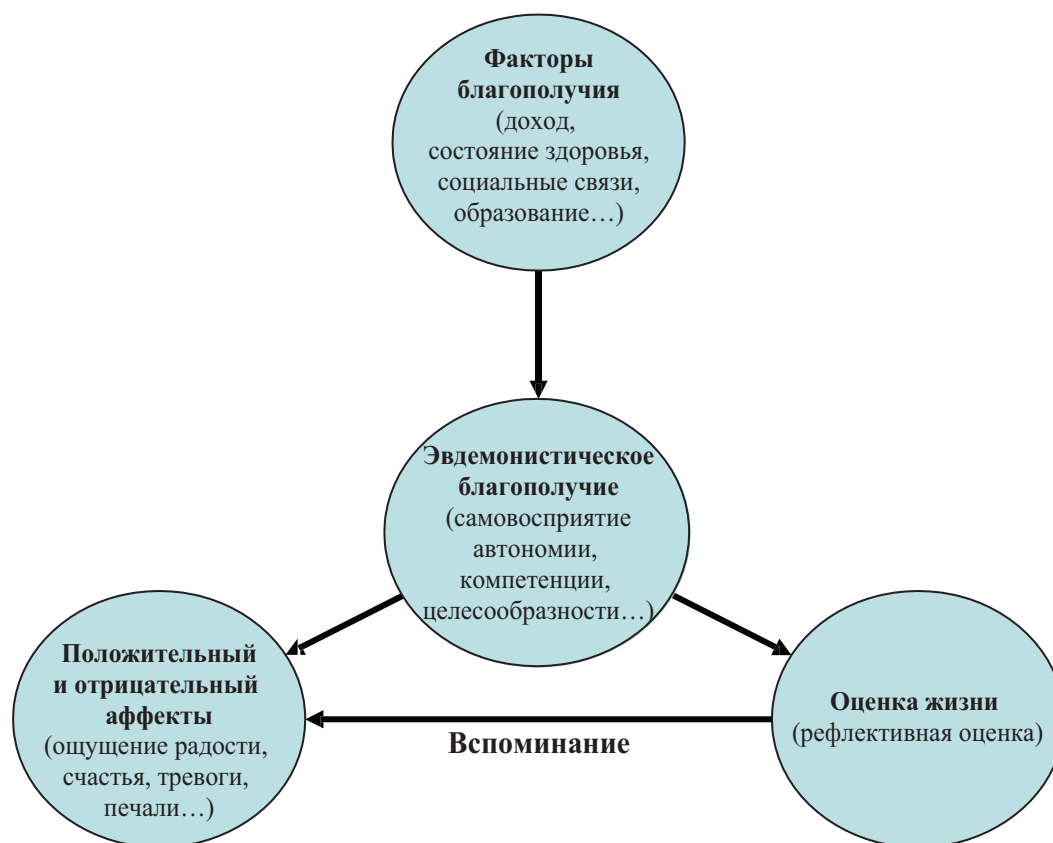 Факторы
благополучия
(доход,
состояние здоровья,
социальные связи,
образование…)
Эвдемонистическое
благополучие
(самовосприятие
автономии,
компетенции,
целесообразности…)
Положительный
и отрицательный
аффекты
(ощущение радости,
счастья, тревоги,
печали…)
Вспоминание
Оценка жизни
(рефлективная оценка)